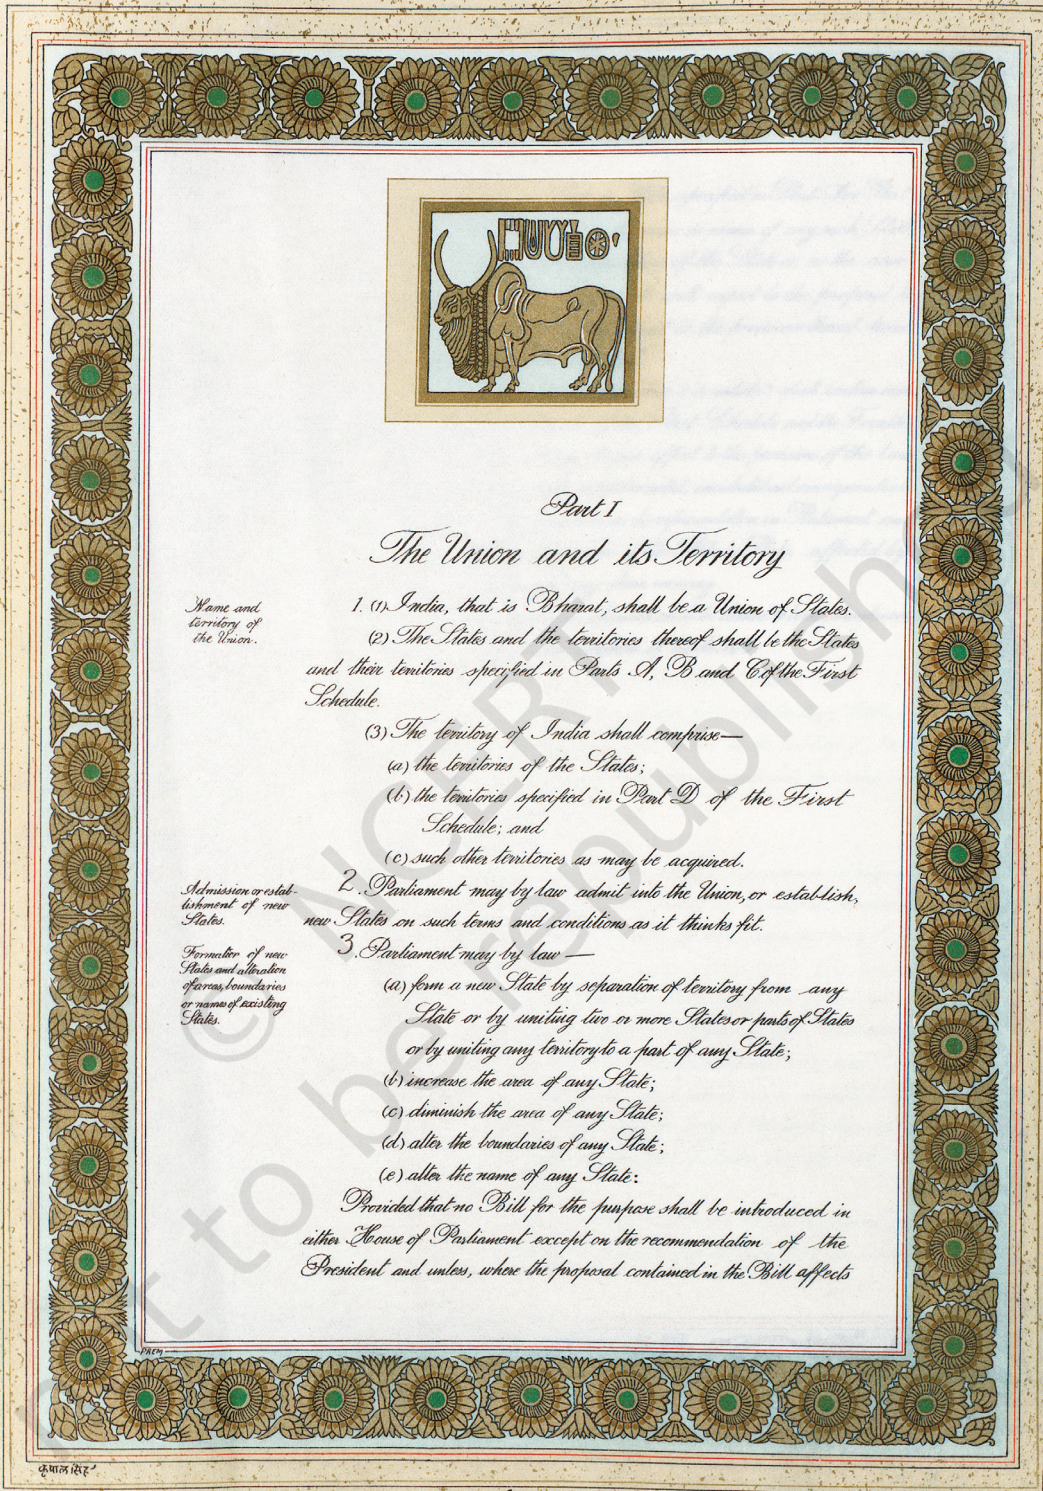 Part I
The Union and its Territory
Name and
territory of
the Union.
1. (1) India, that is Bharat, shall be a Union of States.
(2) The States and the territories thereof shall be the States
and their territories specified in Parts A, B and C of the First
Schedule.
(3) The territory of India shall comprise—
(a) the territories of the States;
(b) the territories specified in Part D of the First
Schedule; and
(c) such other territories as may be acquired.
Admission or estab-
lishment of new
States.
2. Parliament may by law admit into the Union, or establish,
new States on such terms and conditions as it thinks fit.
Formation of new
States and alteration
of areas, boundaries
or names of existing
States.
3. Parliament may by law —
(a) form a new State by separation of territory from any
State or by uniting two or more States or parts of States
or by uniting any territory to a part of any State;
(b) increase the area of any State;
(c) diminish the area of any State;
(d) alter the boundaries of any State;
(e) alter the name of any State:
Provided that no Bill for the purpose shall be introduced in
either House of Parliament except on the recommendation of the
President and unless, where the proposal contained in the Bill affects
PREM
कृपाल सिंह
© NCERT
not to be republished